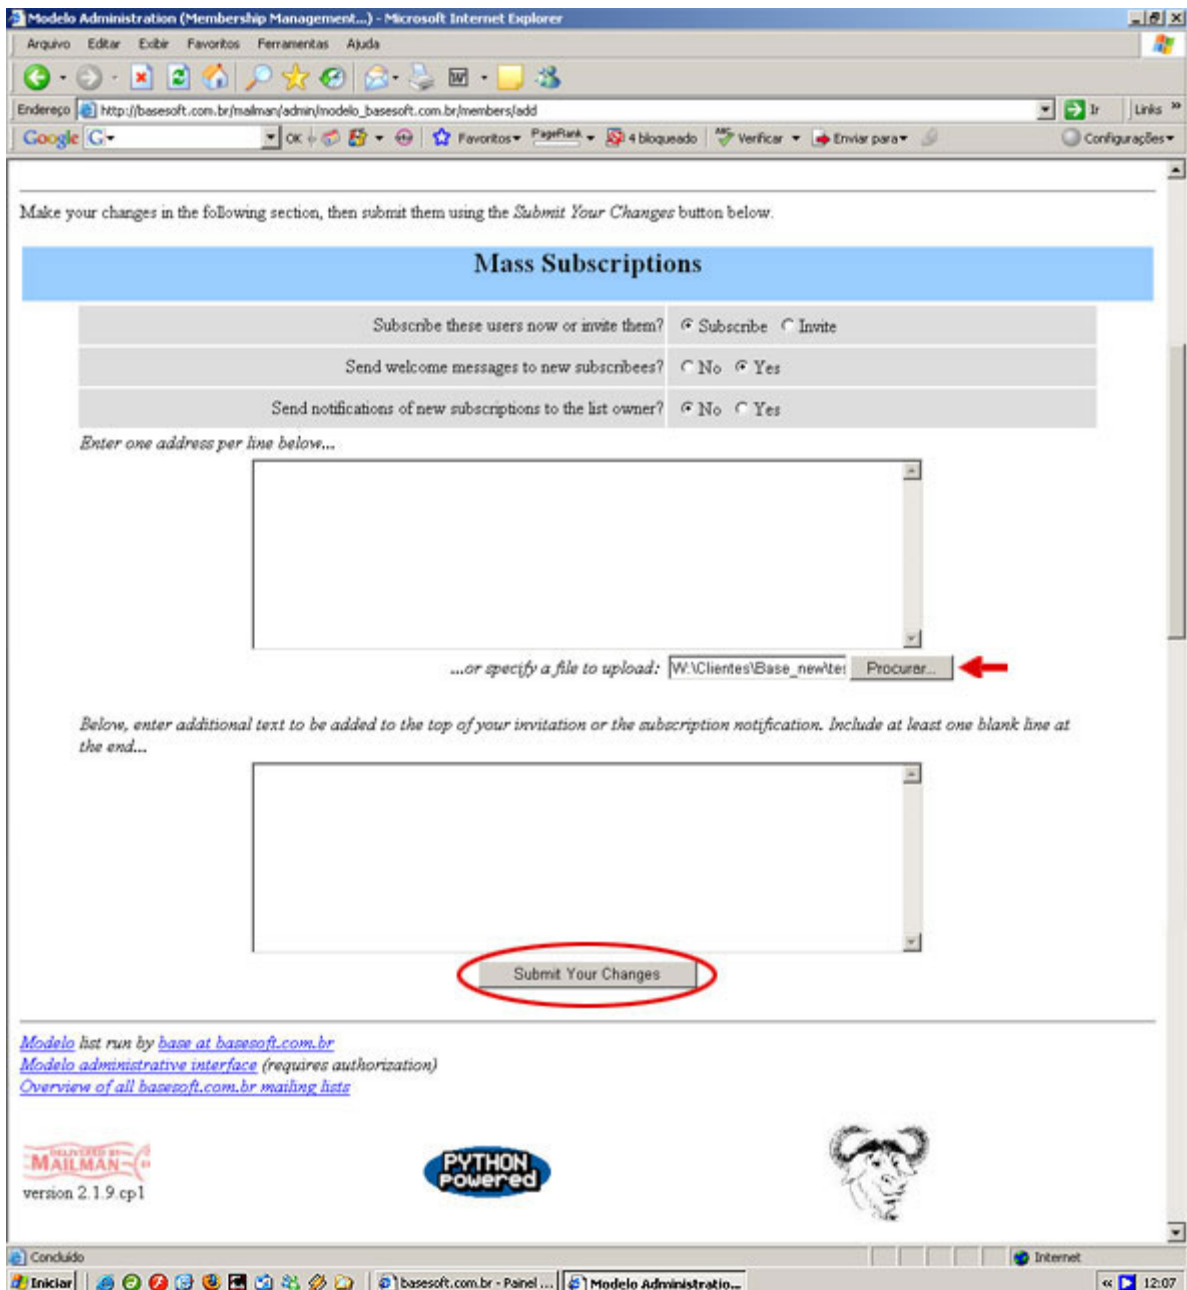 Modelo Administration (Membership Management...) - Microsoft Internet Explorer
Arquivo Editar Exibir Favoritos Ferramentas Ajuda
Endereço http://basesoft.com.br/mailman/admin/modelo_basesoft.com.br/members/add Ir Links »
Google G OK Favoritos PageRank 4 bloqueado Verificar Enviar para Configurações
Make your changes in the following section, then submit them using the Submit Your Changes button below.
Mass Subscriptions
Subscribe these users now or invite them? Subscribe Invite
Send welcome messages to new subscribees? No Yes
Send notifications of new subscriptions to the list owner? No Yes
Enter one address per line below...
...or specify a file to upload: W:\Clientes\Base_new\te Procurar...
Below, enter additional text to be added to the top of your invitation or the subscription notification. Include at least one blank line at
the end...
Submit Your Changes
Modelo list run by base at basesoft.com.br
Modelo administrative interface (requires authorization)
Overview of all basesoft.com.br mailing lists
DELIVERED BY
MAILMAN
version 2.1.9.cp1
PYTHON
Powered
Concluído Internet
Iniciar basesoft.com.br - Painel ... Modelo Administratio... « 12:07